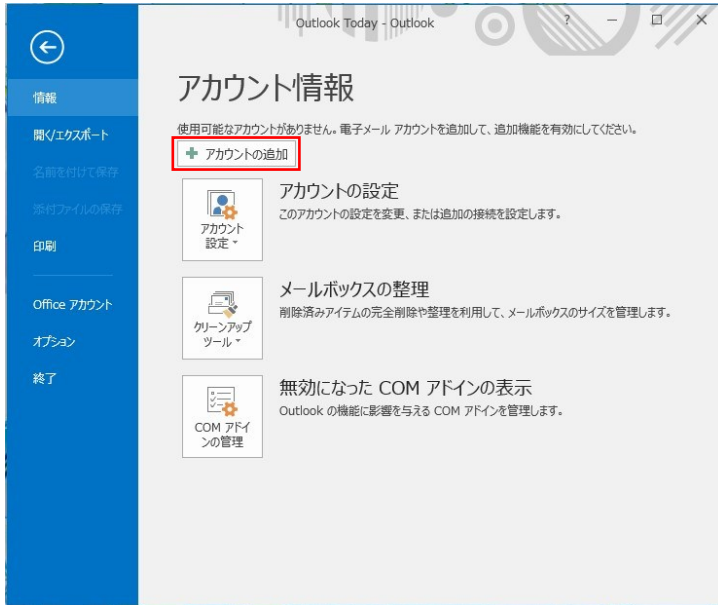 Outlook Today - Outlook
?
情報
開く/エクスポート
名前を付けて保存
添付ファイルの保存
印刷
Office アカウント
オプション
終了
アカウント情報
使用可能なアカウントがありません。電子メール アカウントを追加して、追加機能を有効にしてください。
アカウントの追加
アカウント
設定
アカウントの設定
このアカウントの設定を変更、または追加の接続を設定します。
クリーンアップ
ツール
メールボックスの整理
削除済みアイテムの完全削除や整理を利用して、メールボックスのサイズを管理します。
COM アドイ
ンの管理
無効になった COM アドインの表示
Outlook の機能に影響を与える COM アドインを管理します。